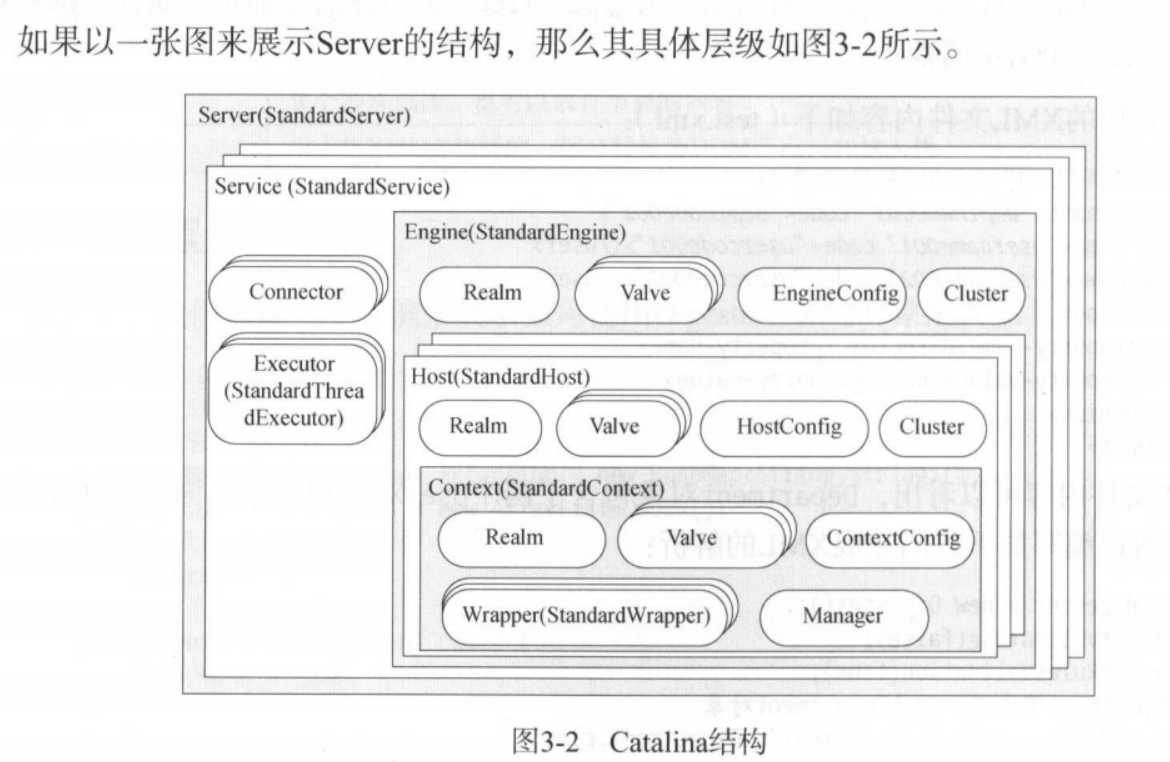 如果以一张图来展示Server的结构，那么其具体层级如图3-2所示。
Server(StandardServer)
Service (StandardService)
Engine(StandardEngine)
Connector
Realm
Valve
EngineConfig
Cluster
Executor
(StandardThrea
dExecutor)
Host(StandardHost)
Realm
Valve
HostConfig
Cluster
Context(StandardContext)
Realm
Valve
ContextConfig
Wrapper(StandardWrapper)
Manager
图3-2 Catalina结构